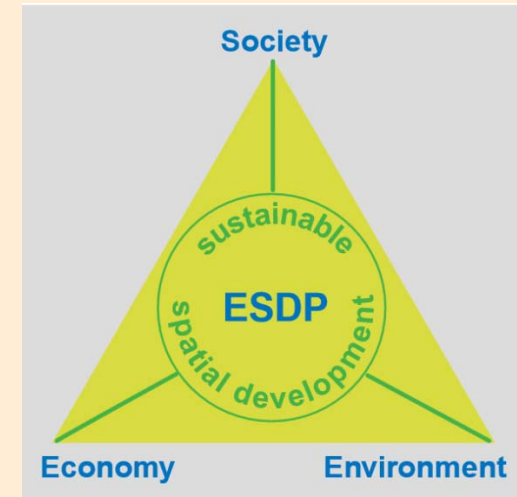 Society
sustainable
ESDP
spatial development
Economy
Environment